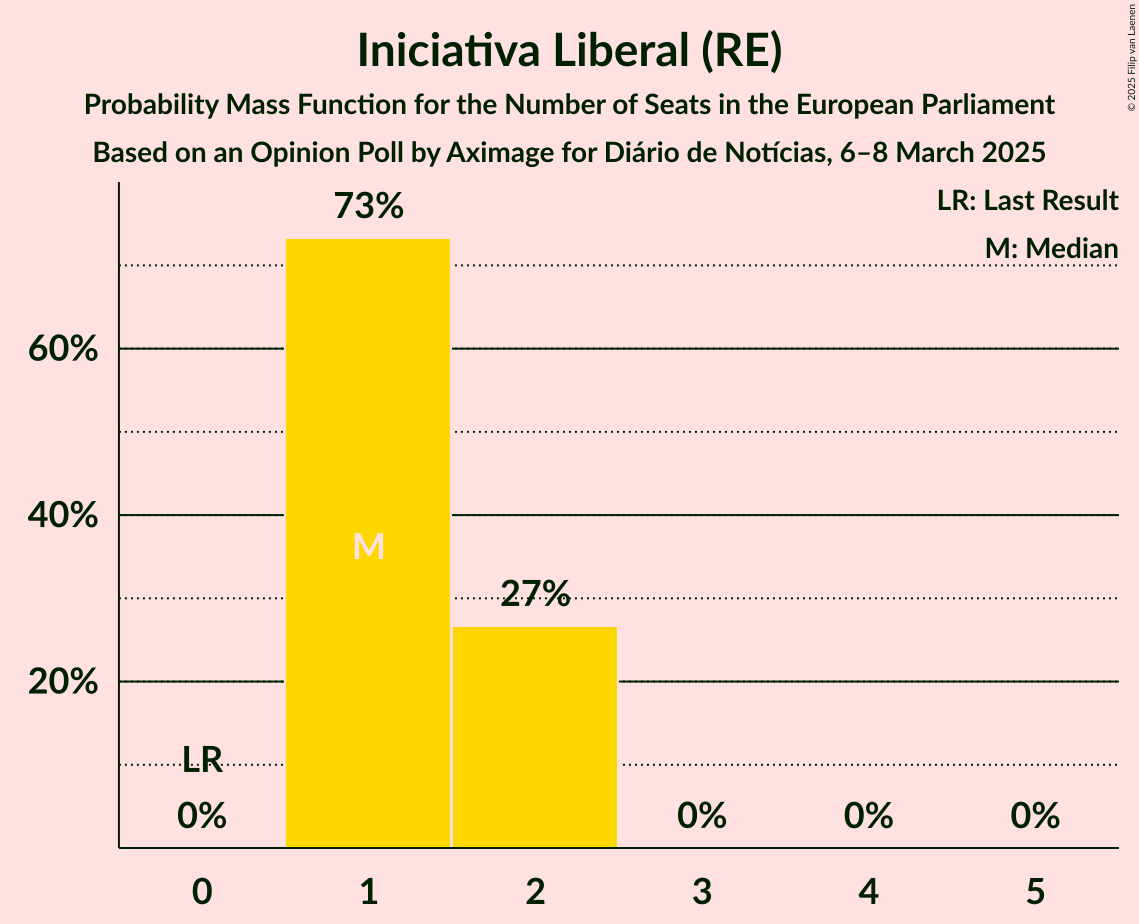 Iniciativa Liberal (RE)
Probability Mass Function for the Number of Seats in the European Parliament
Based on an Opinion Poll by Aximage for Diário de Notícias, 6–8 March 2025
© 2025 Filip van Laenen
LR: Last Result
M: Median
73%
60%
40%
M
27%
20%
LR
0%
0%
0%
0%
0
1
2
3
4
5